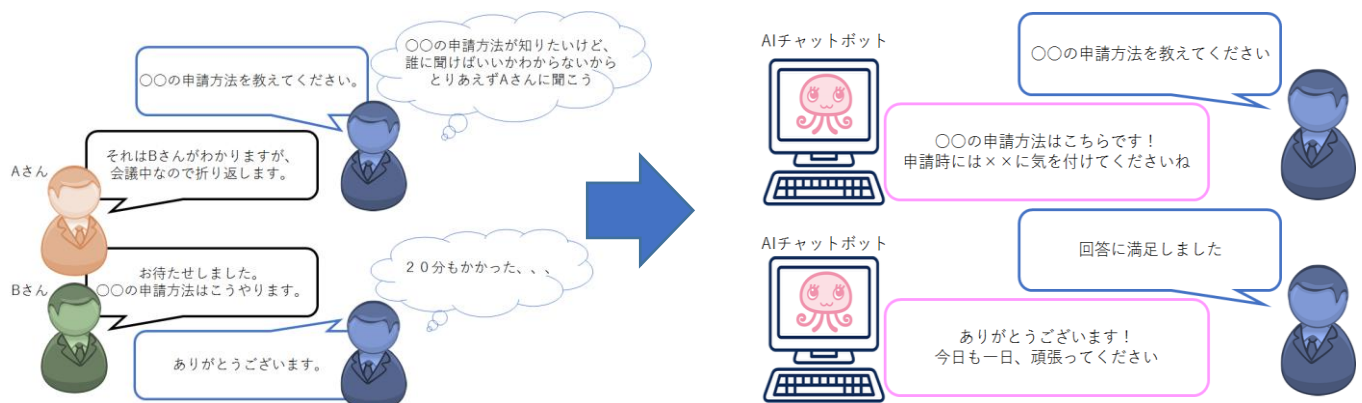 〇〇の申請方法が知りたいけど、
誰に聞けばいいかわからないから
とりあえずAさんに聞こう
〇〇の申請方法を教えてください。
Aさん
それはBさんがわかりますが、
会議中なので折り返します。
２０分もかかった、、、
Bさん
お待たせしました。
〇〇の申請方法はこうやります。
ありがとうございます。
AIチャットボット
〇〇の申請方法を教えてください
〇〇の申請方法はこちらです！
申請時には××に気を付けてくださいね
AIチャットボット
回答に満足しました
ありがとうございます！
今日も一日、頑張ってください